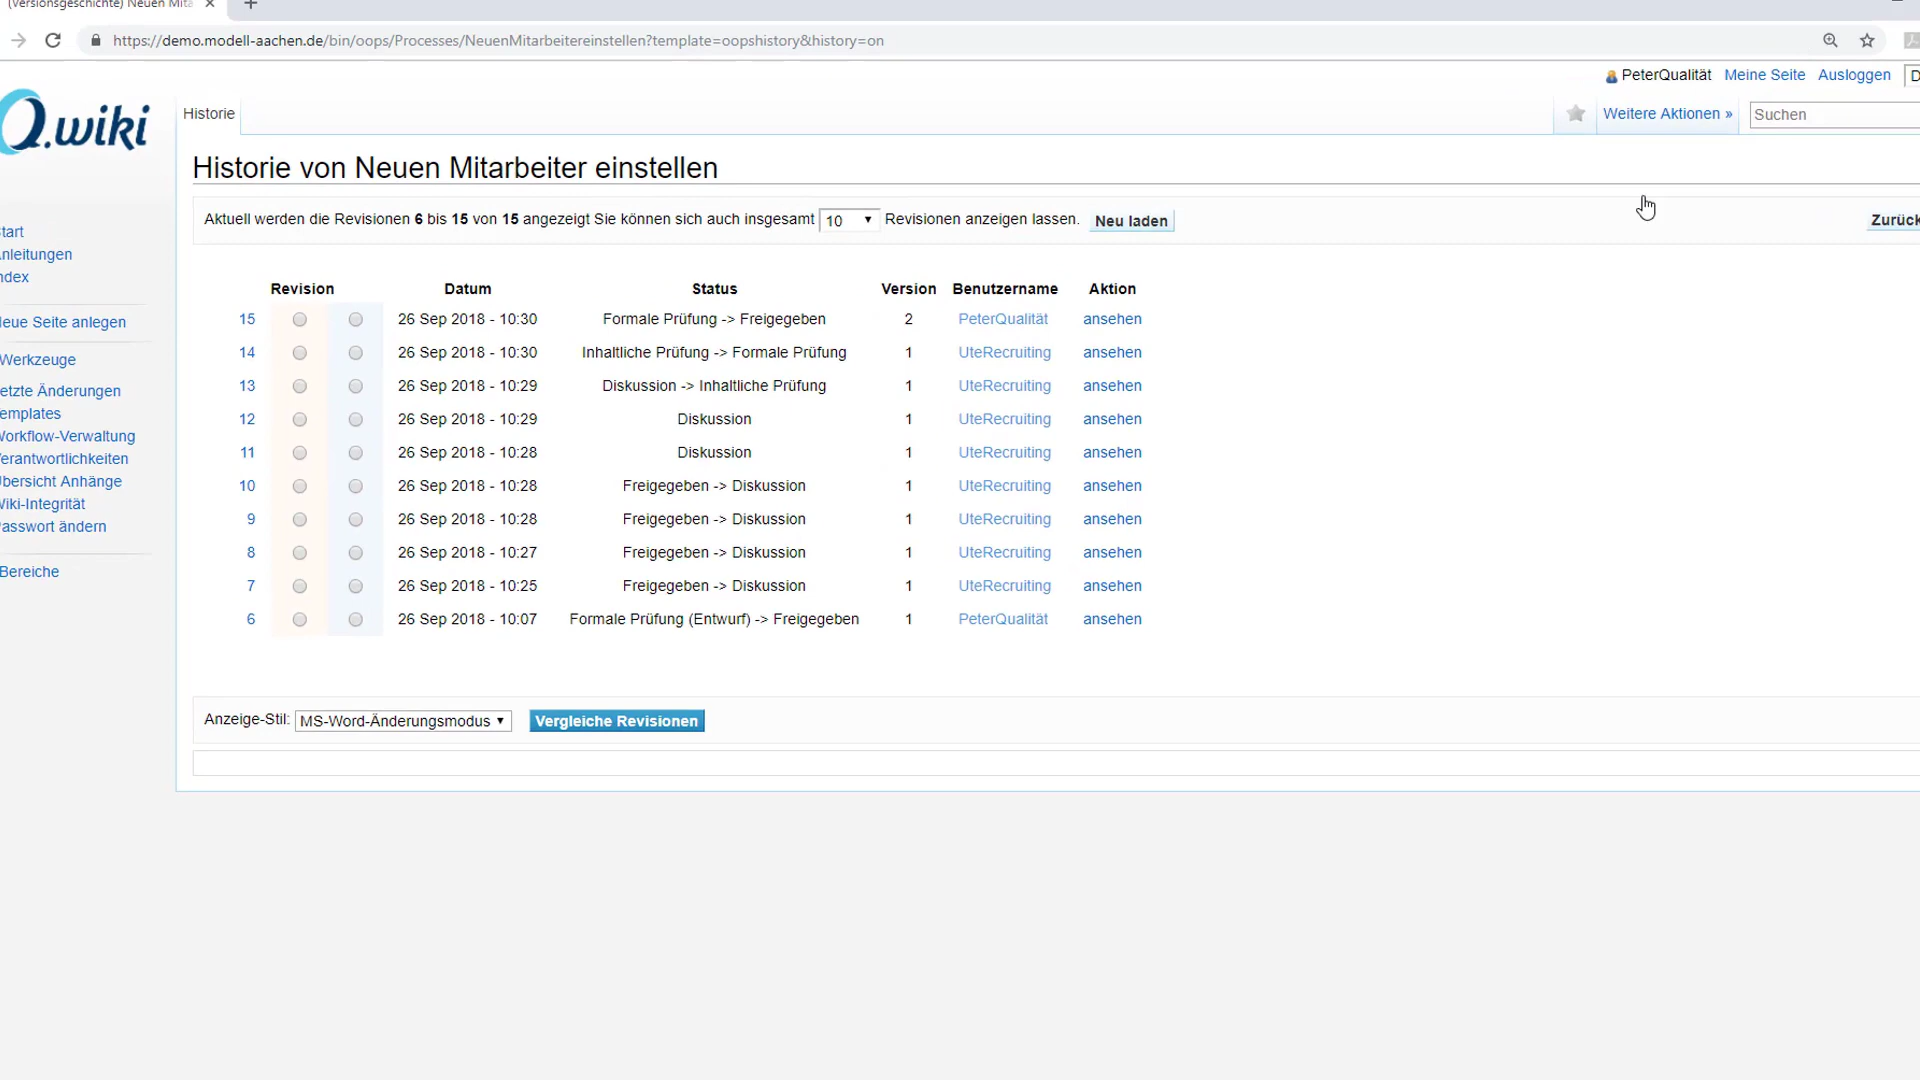 (Versionsgeschichte) Neuen Mita
https://demo.modell-aachen.de/bin/oops/Processes/NeuenMitarbeitereinstellen?template=oopshistory&history=on
PeterQualität Meine Seite Ausloggen D
Q.wiki
Historie
Weitere Aktionen »
Suchen
Historie von Neuen Mitarbeiter einstellen
Aktuell werden die Revisionen 6 bis 15 von 15 angezeigt Sie können sich auch insgesamt 10 Revisionen anzeigen lassen. Neu laden
Zurück
tart
nleitungen
ndex
eue Seite anlegen
Werkzeuge
etzte Änderungen
emplates
Workflow-Verwaltung
erantwortlichkeiten
Übersicht Anhänge
Wiki-Integrität
asswort ändern
Bereiche
Revision Datum Status Version Benutzername Aktion
15 26 Sep 2018 - 10:30 Formale Prüfung -> Freigegeben 2 PeterQualität ansehen
14 26 Sep 2018 - 10:30 Inhaltliche Prüfung -> Formale Prüfung 1 UteRecruiting ansehen
13 26 Sep 2018 - 10:29 Diskussion -> Inhaltliche Prüfung 1 UteRecruiting ansehen
12 26 Sep 2018 - 10:29 Diskussion 1 UteRecruiting ansehen
11 26 Sep 2018 - 10:28 Diskussion 1 UteRecruiting ansehen
10 26 Sep 2018 - 10:28 Freigegeben -> Diskussion 1 UteRecruiting ansehen
9 26 Sep 2018 - 10:28 Freigegeben -> Diskussion 1 UteRecruiting ansehen
8 26 Sep 2018 - 10:27 Freigegeben -> Diskussion 1 UteRecruiting ansehen
7 26 Sep 2018 - 10:25 Freigegeben -> Diskussion 1 UteRecruiting ansehen
6 26 Sep 2018 - 10:07 Formale Prüfung (Entwurf) -> Freigegeben 1 PeterQualität ansehen
Anzeige-Stil: MS-Word-Änderungsmodus Vergleiche Revisionen